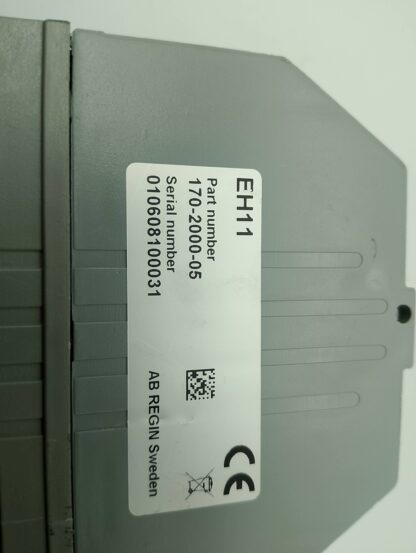 EH11
Part number
170-2000-05
Serial number
010608100031
AB REGIN Sweden
CE